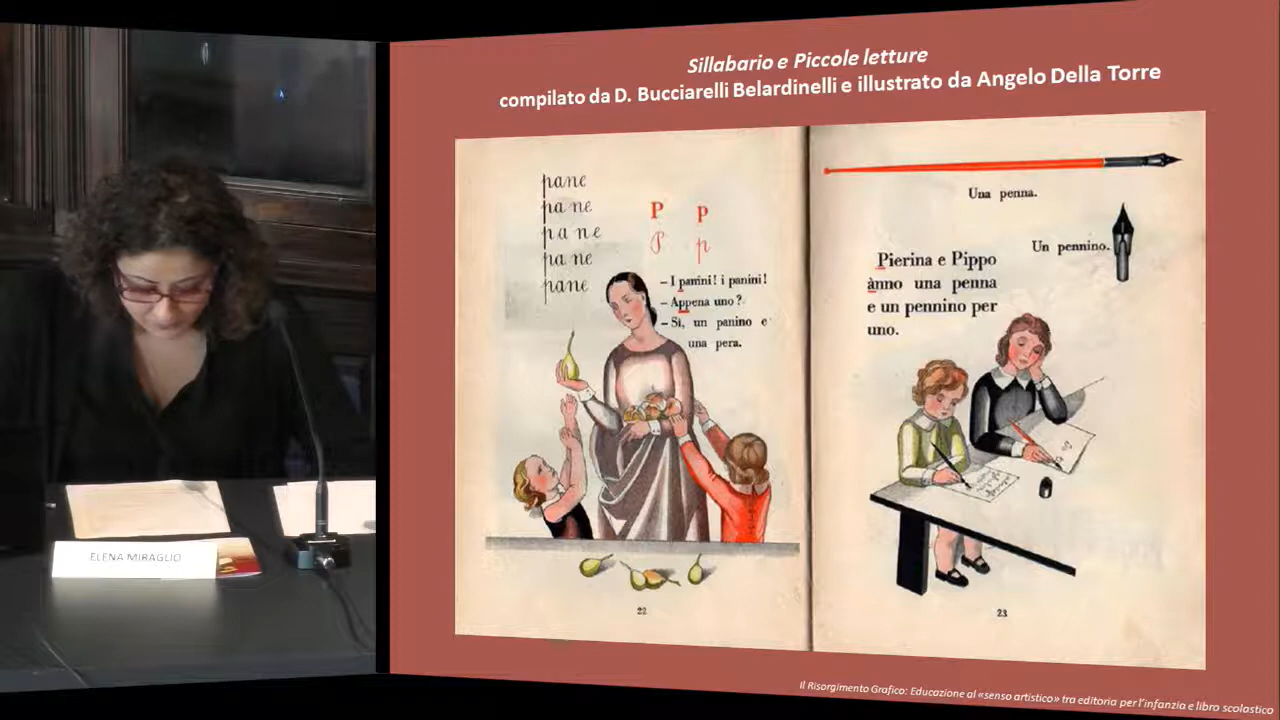 Sillabario e Piccole letture
compilato da D. Bucciarelli Belardinelli e illustrato da Angelo Della Torre
pane
pa ne
p a n e
pa ne
pane
P p
P p
– I panini! i panini!
– Appena uno?
– Sì, un panino e
una pera.
22
Una penna.
Un pennino.
Pierina e Pippo
ànno una penna
e un pennino per
uno.
23
ELENA MIRAGLIO
Il Risorgimento Grafico: Educazione al «senso artistico» tra editoria per l'infanzia e libro scolastico